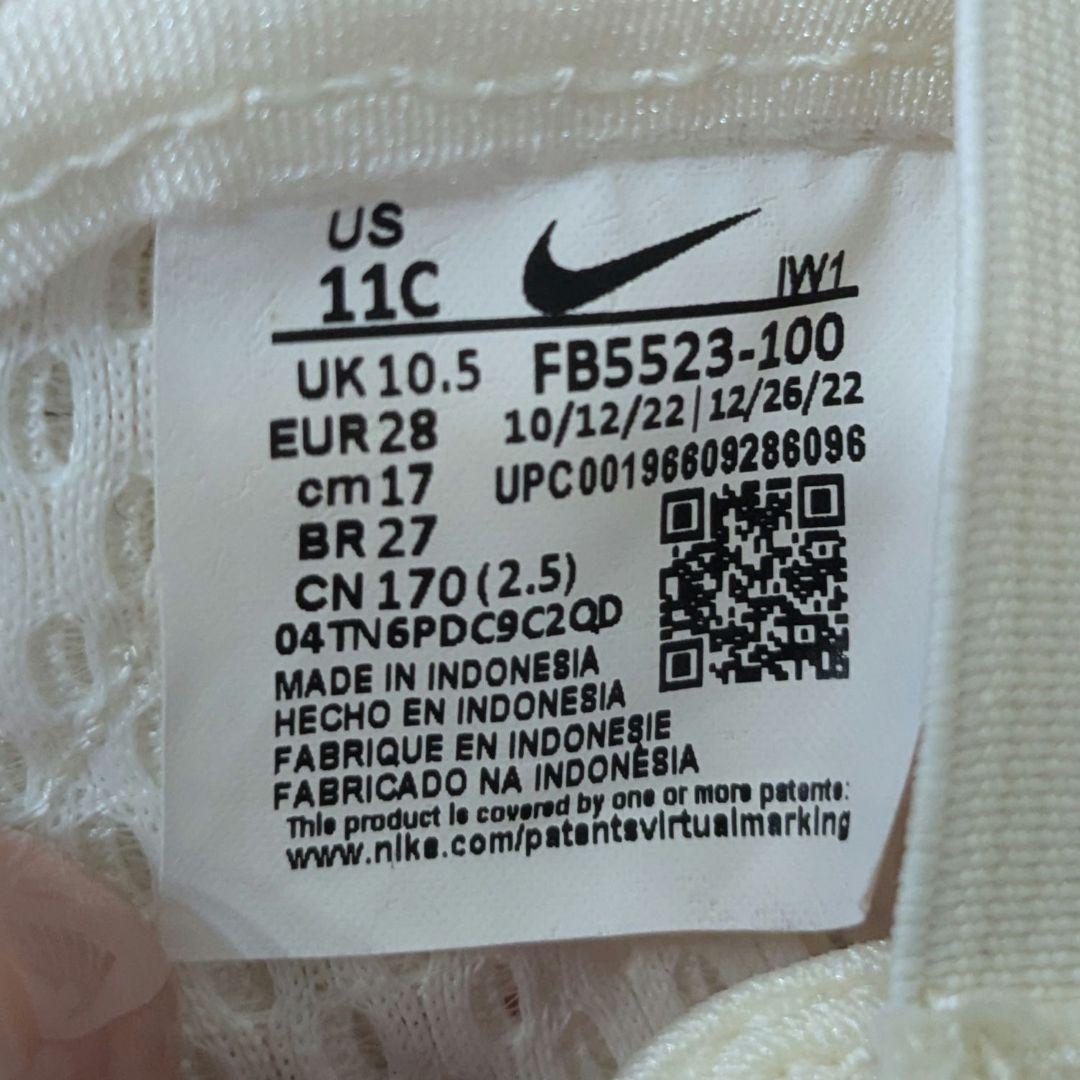 US
11C
IW1
UK 10.5
FB5523-100
EUR 28
10/12/22 | 12/26/22
cm 17
UPC00196609286096
BR 27
CN 170 (2.5)
04TN6PDC9C2QD
MADE IN INDONESIA
HECHO EN INDONESIA
FABRIQUE EN INDONESIE
FABRICADO NA INDONÉSIA
This product is covered by one or more patents:
www.nike.com/patentsvirtualmarking